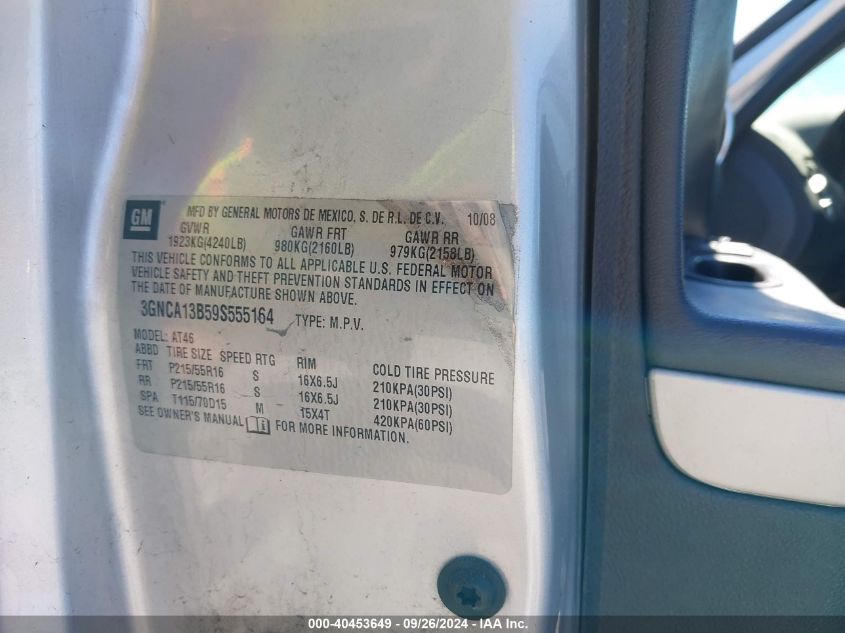 GM
MFD BY GENERAL MOTORS DE MEXICO, S. DE R.L. DE C.V. 10/08
GVWR GAWR FRT GAWR RR
1923KG(4240LB) 980KG(2160LB) 979KG(2158LB)
THIS VEHICLE CONFORMS TO ALL APPLICABLE U.S. FEDERAL MOTOR
VEHICLE SAFETY AND THEFT PREVENTION STANDARDS IN EFFECT ON
THE DATE OF MANUFACTURE SHOWN ABOVE.
3GNCA13B59S555164 TYPE: M.P.V.
MODEL: AT46
ABBD TIRE SIZE SPEED RTG RIM COLD TIRE PRESSURE
FRT P215/55R16 S 16X6.5J 210KPA(30PSI)
RR P215/55R16 S 16X6.5J 210KPA(30PSI)
SPA T115/70D15 M 15X4T 420KPA(60PSI)
SEE OWNER'S MANUAL FOR MORE INFORMATION.
000-40453649 - 09/26/2024 - IAA Inc.